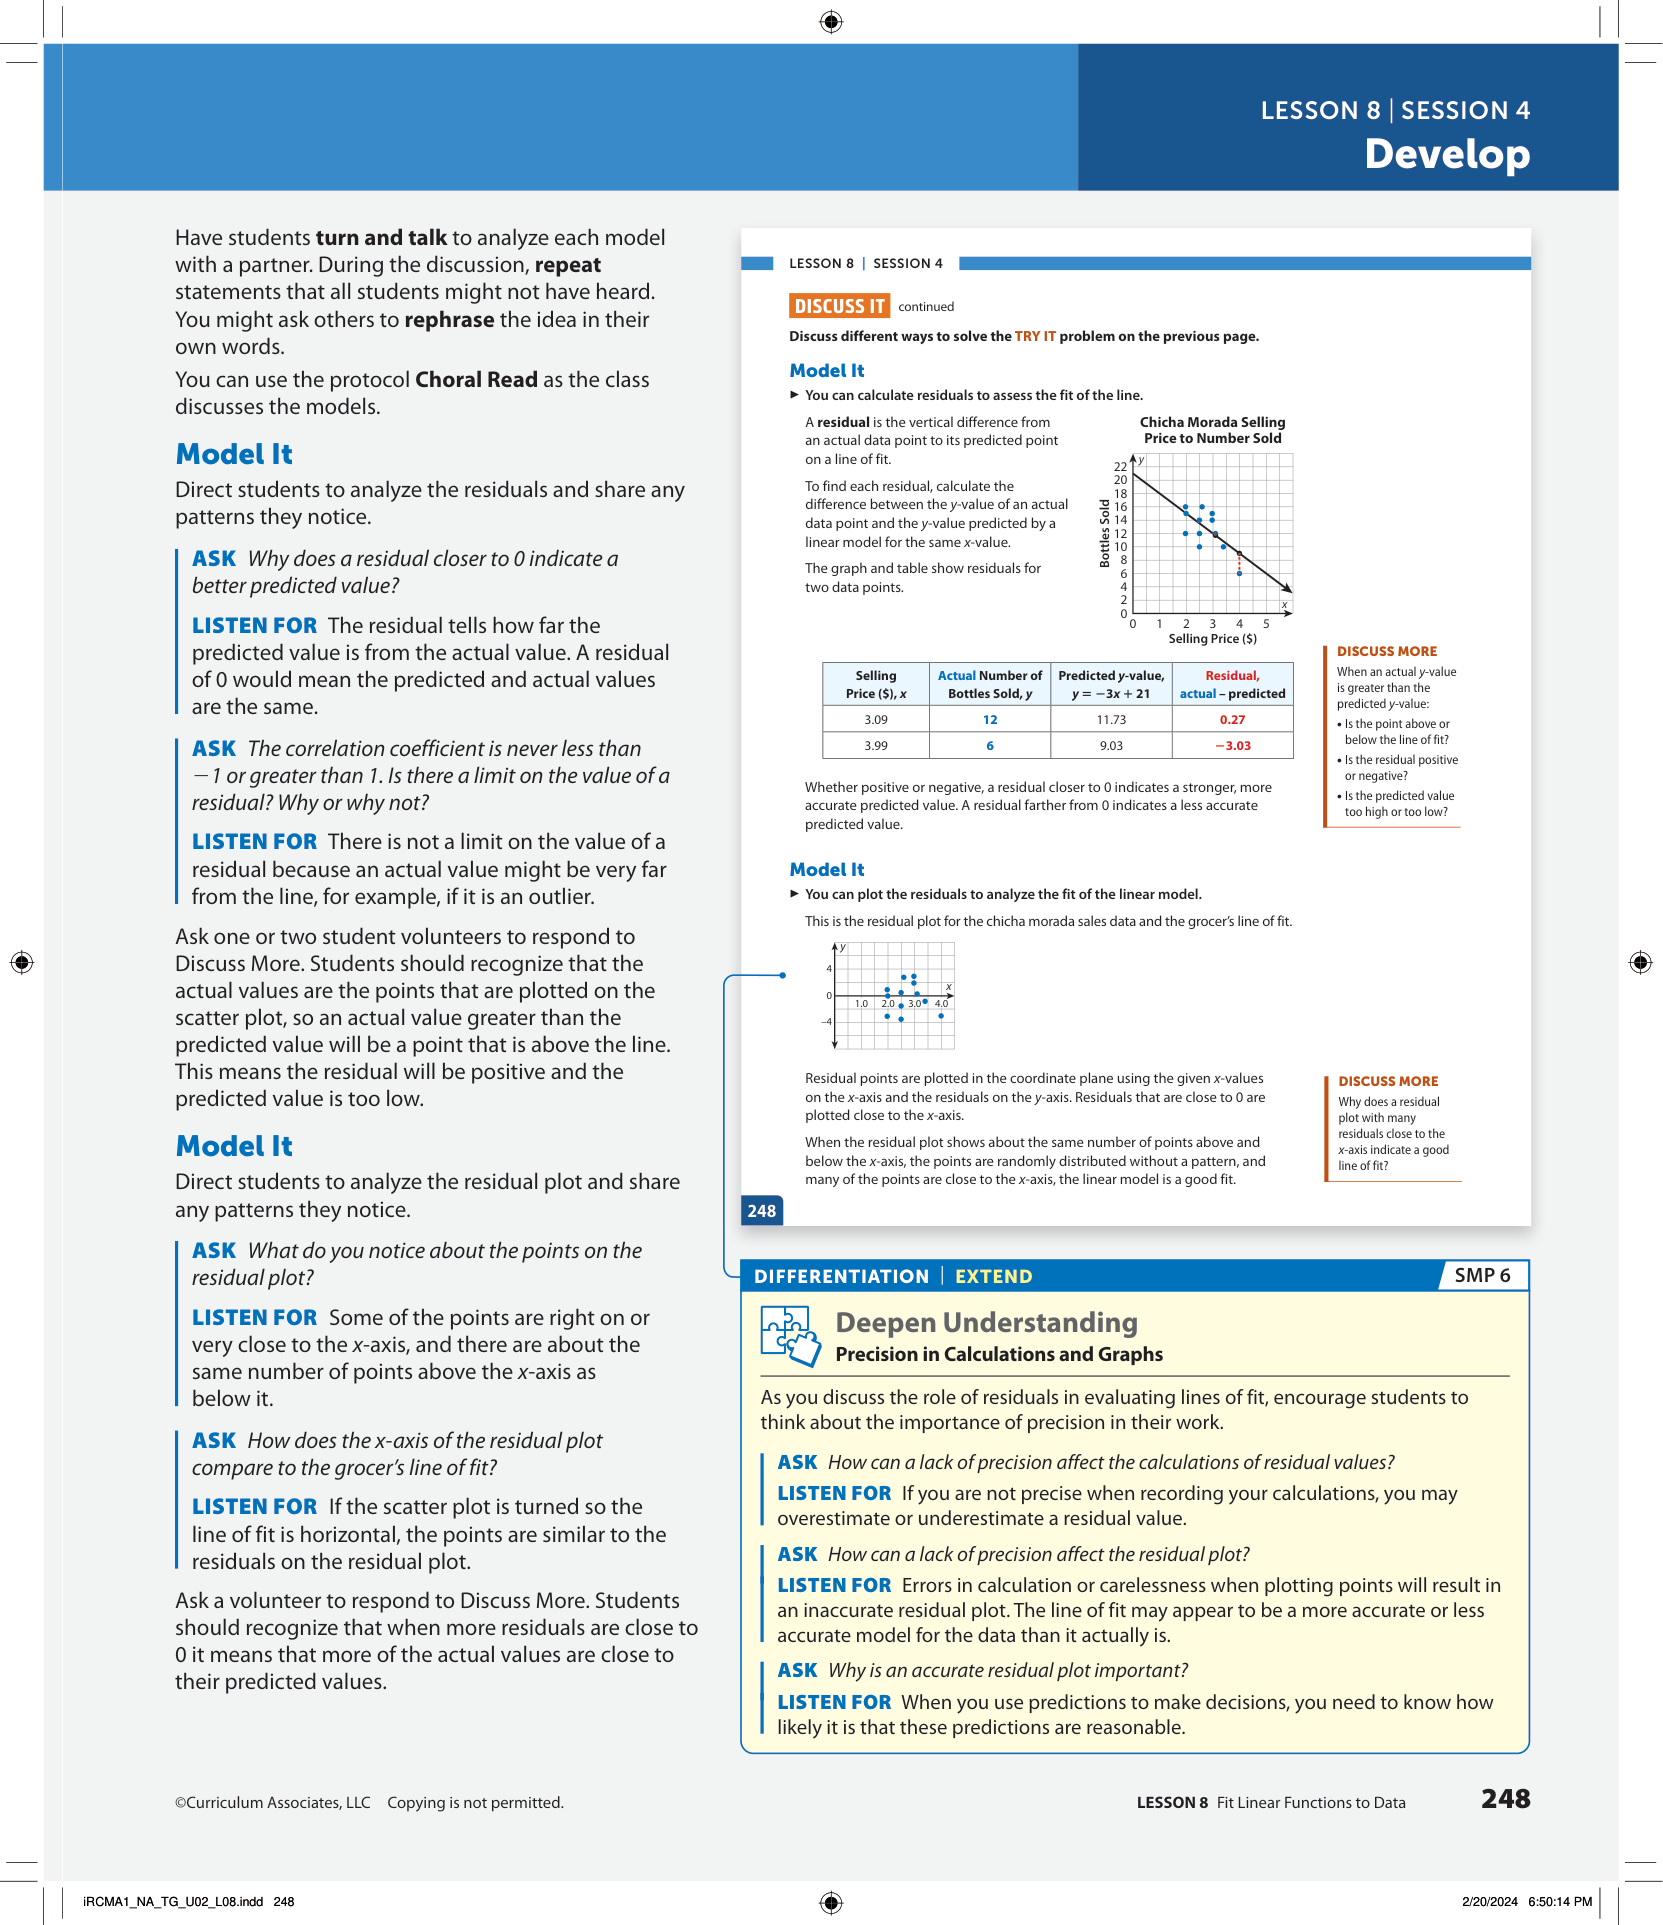 LESSON 8 | SESSION 4
Develop
Have students turn and talk to analyze each model
with a partner. During the discussion, repeat
statements that all students might not have heard.
You might ask others to rephrase the idea in their
own words.
You can use the protocol Choral Read as the class
discusses the models.
Model It
Direct students to analyze the residuals and share any
patterns they notice.
ASK Why does a residual closer to 0 indicate a
better predicted value?
LISTEN FOR The residual tells how far the
predicted value is from the actual value. A residual
of 0 would mean the predicted and actual values
are the same.
ASK The correlation coefficient is never less than
−1 or greater than 1. Is there a limit on the value of a
residual? Why or why not?
LISTEN FOR There is not a limit on the value of a
residual because an actual value might be very far
from the line, for example, if it is an outlier.
Ask one or two student volunteers to respond to
Discuss More. Students should recognize that the
actual values are the points that are plotted on the
scatter plot, so an actual value greater than the
predicted value will be a point that is above the line.
This means the residual will be positive and the
predicted value is too low.
Model It
Direct students to analyze the residual plot and share
any patterns they notice.
ASK What do you notice about the points on the
residual plot?
LISTEN FOR Some of the points are right on or
very close to the x-axis, and there are about the
same number of points above the x-axis as
below it.
ASK How does the x-axis of the residual plot
compare to the grocer's line of fit?
LISTEN FOR If the scatter plot is turned so the
line of fit is horizontal, the points are similar to the
residuals on the residual plot.
Ask a volunteer to respond to Discuss More. Students
should recognize that when more residuals are close to
0 it means that more of the actual values are close to
their predicted values.
LESSON 8 | SESSION 4
DISCUSS IT continued
Discuss different ways to solve the TRY IT problem on the previous page.
Model It
► You can calculate residuals to assess the fit of the line.
A residual is the vertical difference from
an actual data point to its predicted point
on a line of fit.
To find each residual, calculate the
difference between the y-value of an actual
data point and the y-value predicted by a
linear model for the same x-value.
The graph and table show residuals for
two data points.
Chicha Morada Selling
Price to Number Sold
y
22
20
18
16
14
12
10
8
6
4
2
0
Bottles Sold
x
0 1 2 3 4 5
Selling Price ($)
Selling Price ($), x | Actual Number of Bottles Sold, y | Predicted y-value, y = −3x + 21 | Residual, actual – predicted
3.09 12 11.73 0.27
3.99 6 9.03 −3.03
DISCUSS MORE
When an actual y-value
is greater than the
predicted y-value:
• Is the point above or
below the line of fit?
• Is the residual positive
or negative?
• Is the predicted value
too high or too low?
Whether positive or negative, a residual closer to 0 indicates a stronger, more
accurate predicted value. A residual farther from 0 indicates a less accurate
predicted value.
Model It
► You can plot the residuals to analyze the fit of the linear model.
This is the residual plot for the chicha morada sales data and the grocer's line of fit.
y
4
0
−4
x
1.0 2.0 3.0 4.0
Residual points are plotted in the coordinate plane using the given x-values
on the x-axis and the residuals on the y-axis. Residuals that are close to 0 are
plotted close to the x-axis.
When the residual plot shows about the same number of points above and
below the x-axis, the points are randomly distributed without a pattern, and
many of the points are close to the x-axis, the linear model is a good fit.
DISCUSS MORE
Why does a residual
plot with many
residuals close to the
x-axis indicate a good
line of fit?
248
DIFFERENTIATION | EXTEND
SMP 6
Deepen Understanding
Precision in Calculations and Graphs
As you discuss the role of residuals in evaluating lines of fit, encourage students to
think about the importance of precision in their work.
ASK How can a lack of precision affect the calculations of residual values?
LISTEN FOR If you are not precise when recording your calculations, you may
overestimate or underestimate a residual value.
ASK How can a lack of precision affect the residual plot?
LISTEN FOR Errors in calculation or carelessness when plotting points will result in
an inaccurate residual plot. The line of fit may appear to be a more accurate or less
accurate model for the data than it actually is.
ASK Why is an accurate residual plot important?
LISTEN FOR When you use predictions to make decisions, you need to know how
likely it is that these predictions are reasonable.
©Curriculum Associates, LLC Copying is not permitted.
LESSON 8 Fit Linear Functions to Data
248
iRCMA1_NA_TG_U02_L08.indd 248
2/20/2024 6:50:14 PM